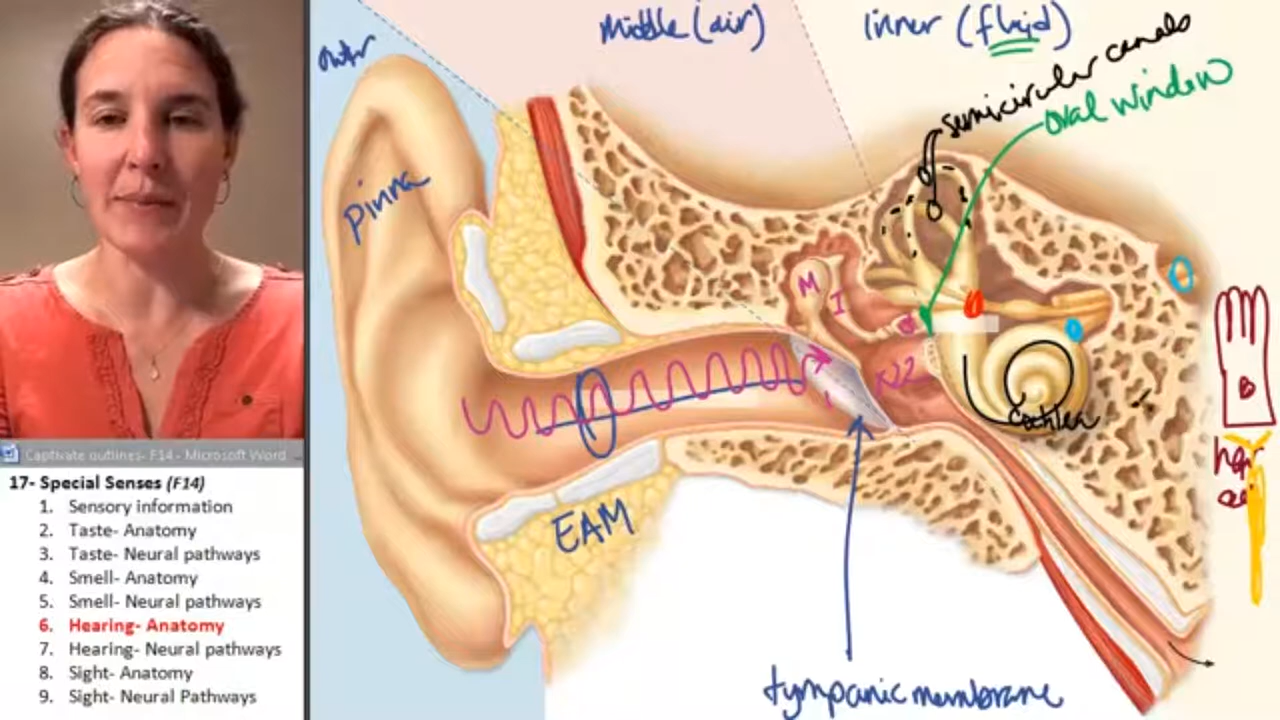 outer
middle (air)
inner (fluid)
semicirular canals
oval window
pinna
M
I
EAM
cochlea
B
tympanic membrane
Captivate outlines- F14 - Microsoft Word
17- Special Senses (F14)
1. Sensory information
2. Taste- Anatomy
3. Taste- Neural pathways
4. Smell- Anatomy
5. Smell- Neural pathways
6. Hearing- Anatomy
7. Hearing- Neural pathways
8. Sight- Anatomy
9. Sight- Neural Pathways